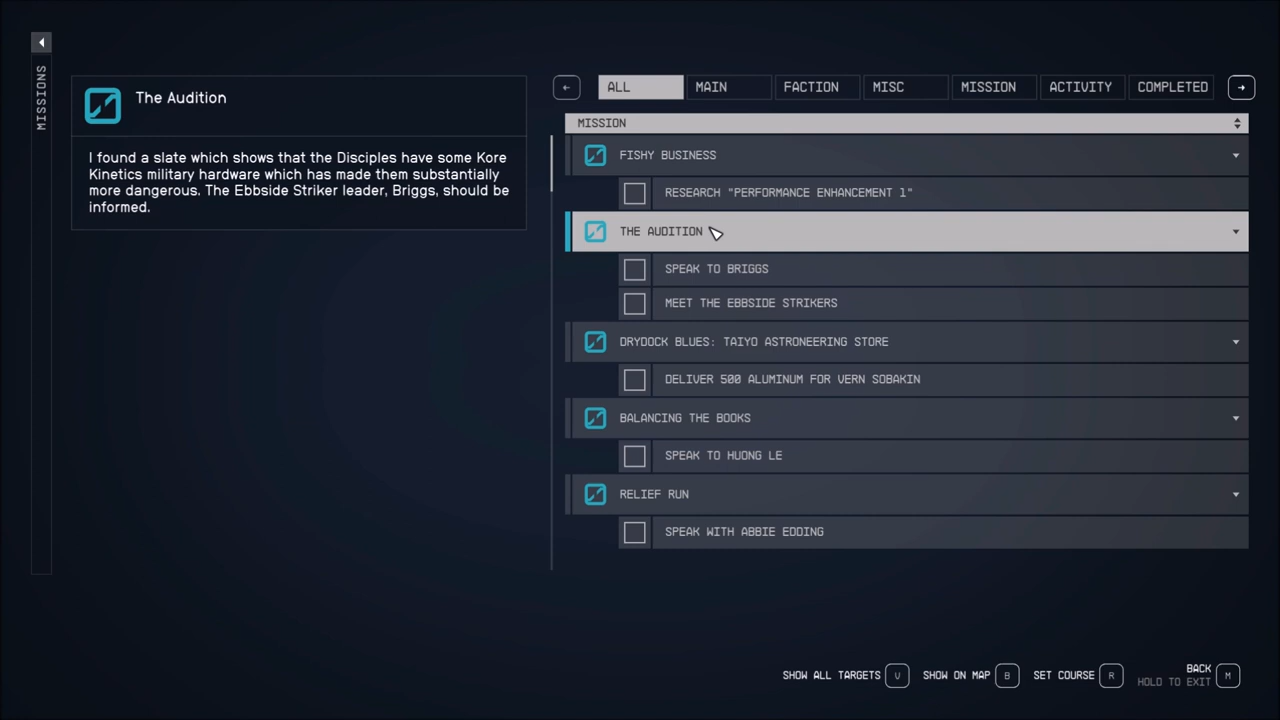 MISSIONS
The Audition
I found a slate which shows that the Disciples have some Kore
Kinetics military hardware which has made them substantially
more dangerous. The Ebbside Striker leader, Briggs, should be
informed.
ALL MAIN FACTION MISC MISSION ACTIVITY COMPLETED
MISSION
FISHY BUSINESS
RESEARCH "PERFORMANCE ENHANCEMENT 1"
THE AUDITION
SPEAK TO BRIGGS
MEET THE EBBSIDE STRIKERS
DRYDOCK BLUES: TAIYO ASTRONEERING STORE
DELIVER 500 ALUMINUM FOR VERN SOBAKIN
BALANCING THE BOOKS
SPEAK TO HUONG LE
RELIEF RUN
SPEAK WITH ABBIE EDDING
SHOW ALL TARGETS V SHOW ON MAP B SET COURSE R BACK M
HOLD TO EXIT